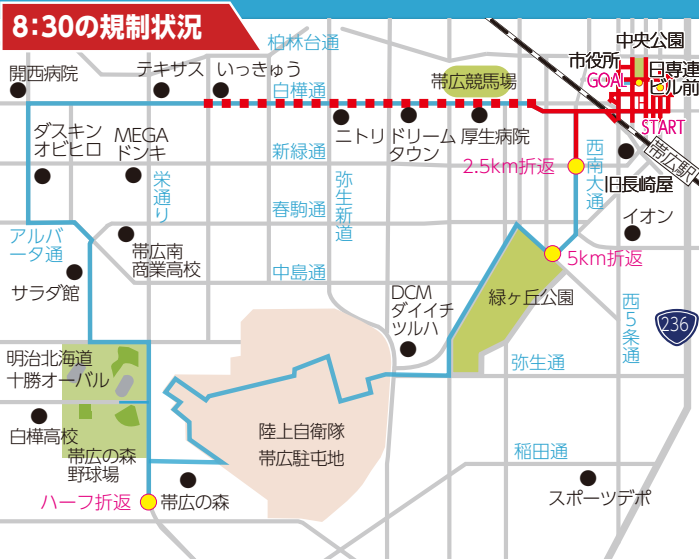 8:30の規制状況
柏林台通
中央公園
市役所
日専連
ビル前
GOAL
START
開西病院
テキサス
いっきゅう
白樺通
帯広競馬場
帯広駅
ダスキン
オビヒロ
MEGA
ドンキ
ニトリ
ドリーム
タウン
厚生病院
新緑通
2.5km折返
西南大通
旧長崎屋
栄通り
弥生新道
春駒通
イオン
アルバ
ータ通
帯広南
商業高校
中島通
5km折返
サラダ館
DCM
ダイイチ
ツルハ
緑ヶ丘公園
西5条通
236
明治北海道
十勝オーバル
弥生通
白樺高校
陸上自衛隊
帯広駐屯地
帯広の森
野球場
稲田通
ハーフ折返
帯広の森
スポーツデポ